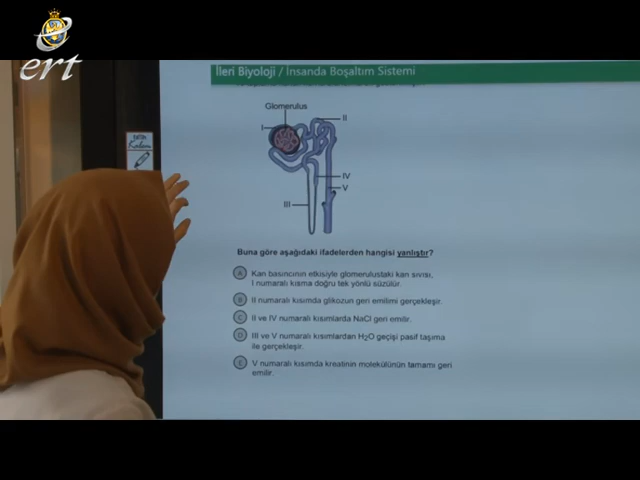 ert
İleri Biyoloji / İnsanda Boşaltım Sistemi
Glomerulus
I
II
IV
V
III
Buna göre aşağıdaki ifadelerden hangisi yanlıştır?
A Kan basıncının etkisiyle glomerulustaki kan sıvısı,
I numaralı kısma doğru tek yönlü süzülür.
B II numaralı kısımda glikozun geri emilimi gerçekleşir.
C II ve IV numaralı kısımlarda NaCl geri emilir.
D III ve V numaralı kısımlardan H2O geçişi pasif taşıma
ile gerçekleşir.
E V numaralı kısımda kreatinin molekülünün tamamı geri
emilir.